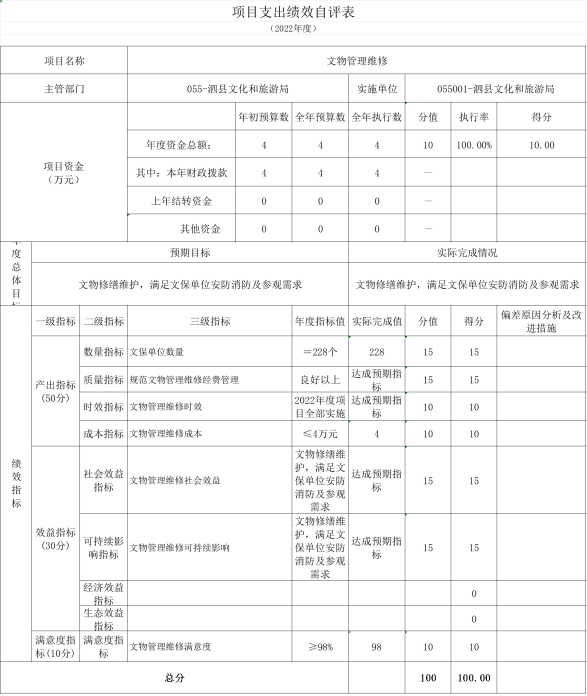 项目支出绩效自评表
（2022年度）
项目名称 文物管理维修
主管部门 055-泗县文化和旅游局 实施单位 055001-泗县文化和旅游局
项目资金
（万元）
年初预算数 全年预算数 全年执行数 分值 执行率 得分
年度资金总额： 4 4 4 10 100.00% 10.00
其中：本年财政拨款 4 4 4 —
上年结转资金 0 0 0 —
其他资金 0 0 0 —
年
度
总
体
目
标
预期目标 实际完成情况
文物修缮维护，满足文保单位安防消防及参观需求 文物修缮维护，满足文保单位安防消防及参观需求
绩
效
指
标
一级指标 二级指标 三级指标 年度指标值 实际完成值 分值 得分 偏差原因分析及改
进措施
产出指标
(50分)
数量指标 文保单位数量 ＝228个 228 15 15
质量指标 规范文物管理维修经费管理 良好以上 达成预期指
标 15 15
时效指标 文物管理维修时效 2022年度项
目全部实施 达成预期指
标 10 10
成本指标 文物管理维修成本 ≤4万元 4 10 10
效益指标
(30分)
社会效益
指标 文物管理维修社会效益 文物修缮维
护，满足文
保单位安防
消防及参观
需求 达成预期指
标 15 15
可持续影
响指标 文物管理维修可持续影响 文物修缮维
护，满足文
保单位安防
消防及参观
需求 达成预期指
标 15 15
经济效益
指标 0
生态效益
指标 0
满意度指
标(10分) 满意度指
标 文物管理维修满意度 ≥98% 98 10 10
总分 100 100.00